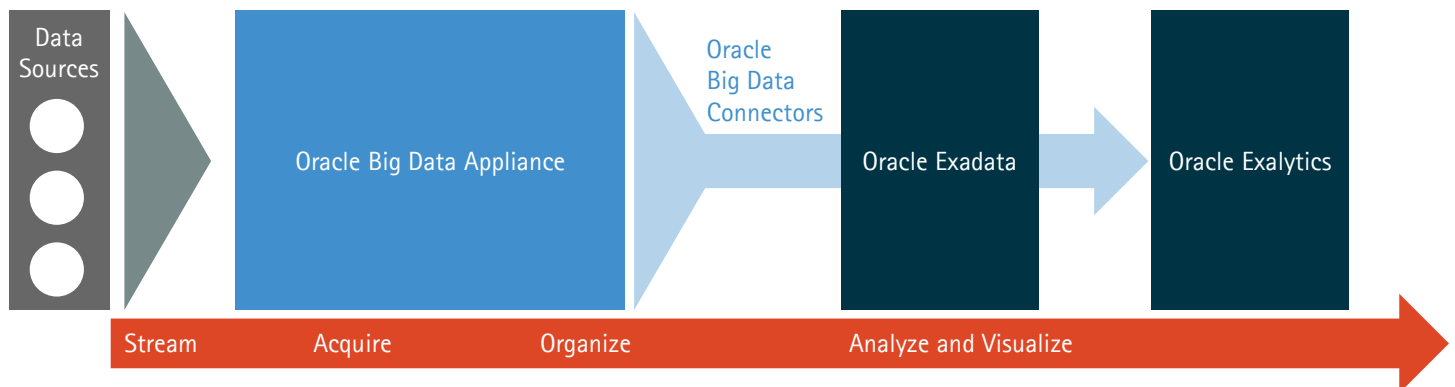 Data
Sources
Oracle Big Data Appliance
Oracle
Big Data
Connectors
Oracle Exadata
Oracle Exalytics
Stream
Acquire
Organize
Analyze and Visualize